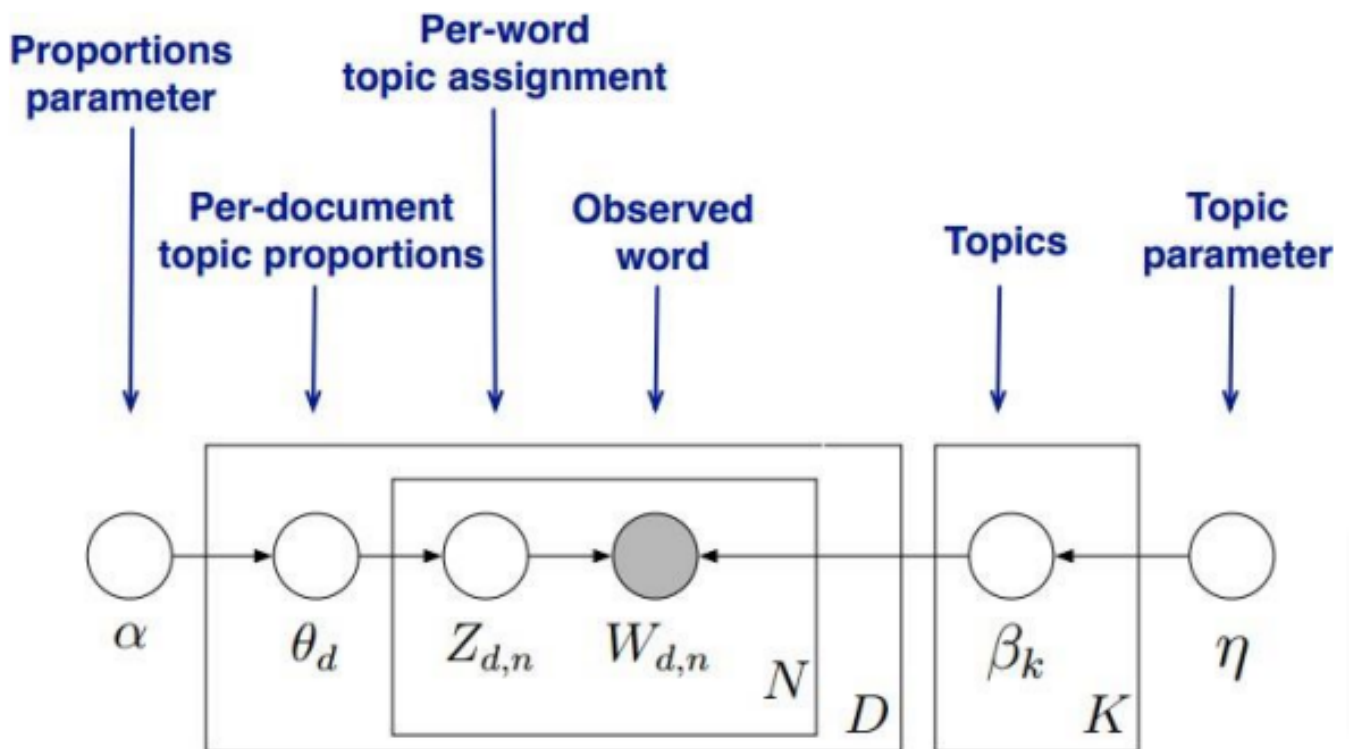 Proportions
parameter
Per-word
topic assignment
Per-document
topic proportions
Observed
word
Topics
Topic
parameter
α
θd
Zd,n
Wd,n
N
D
βk
K
η